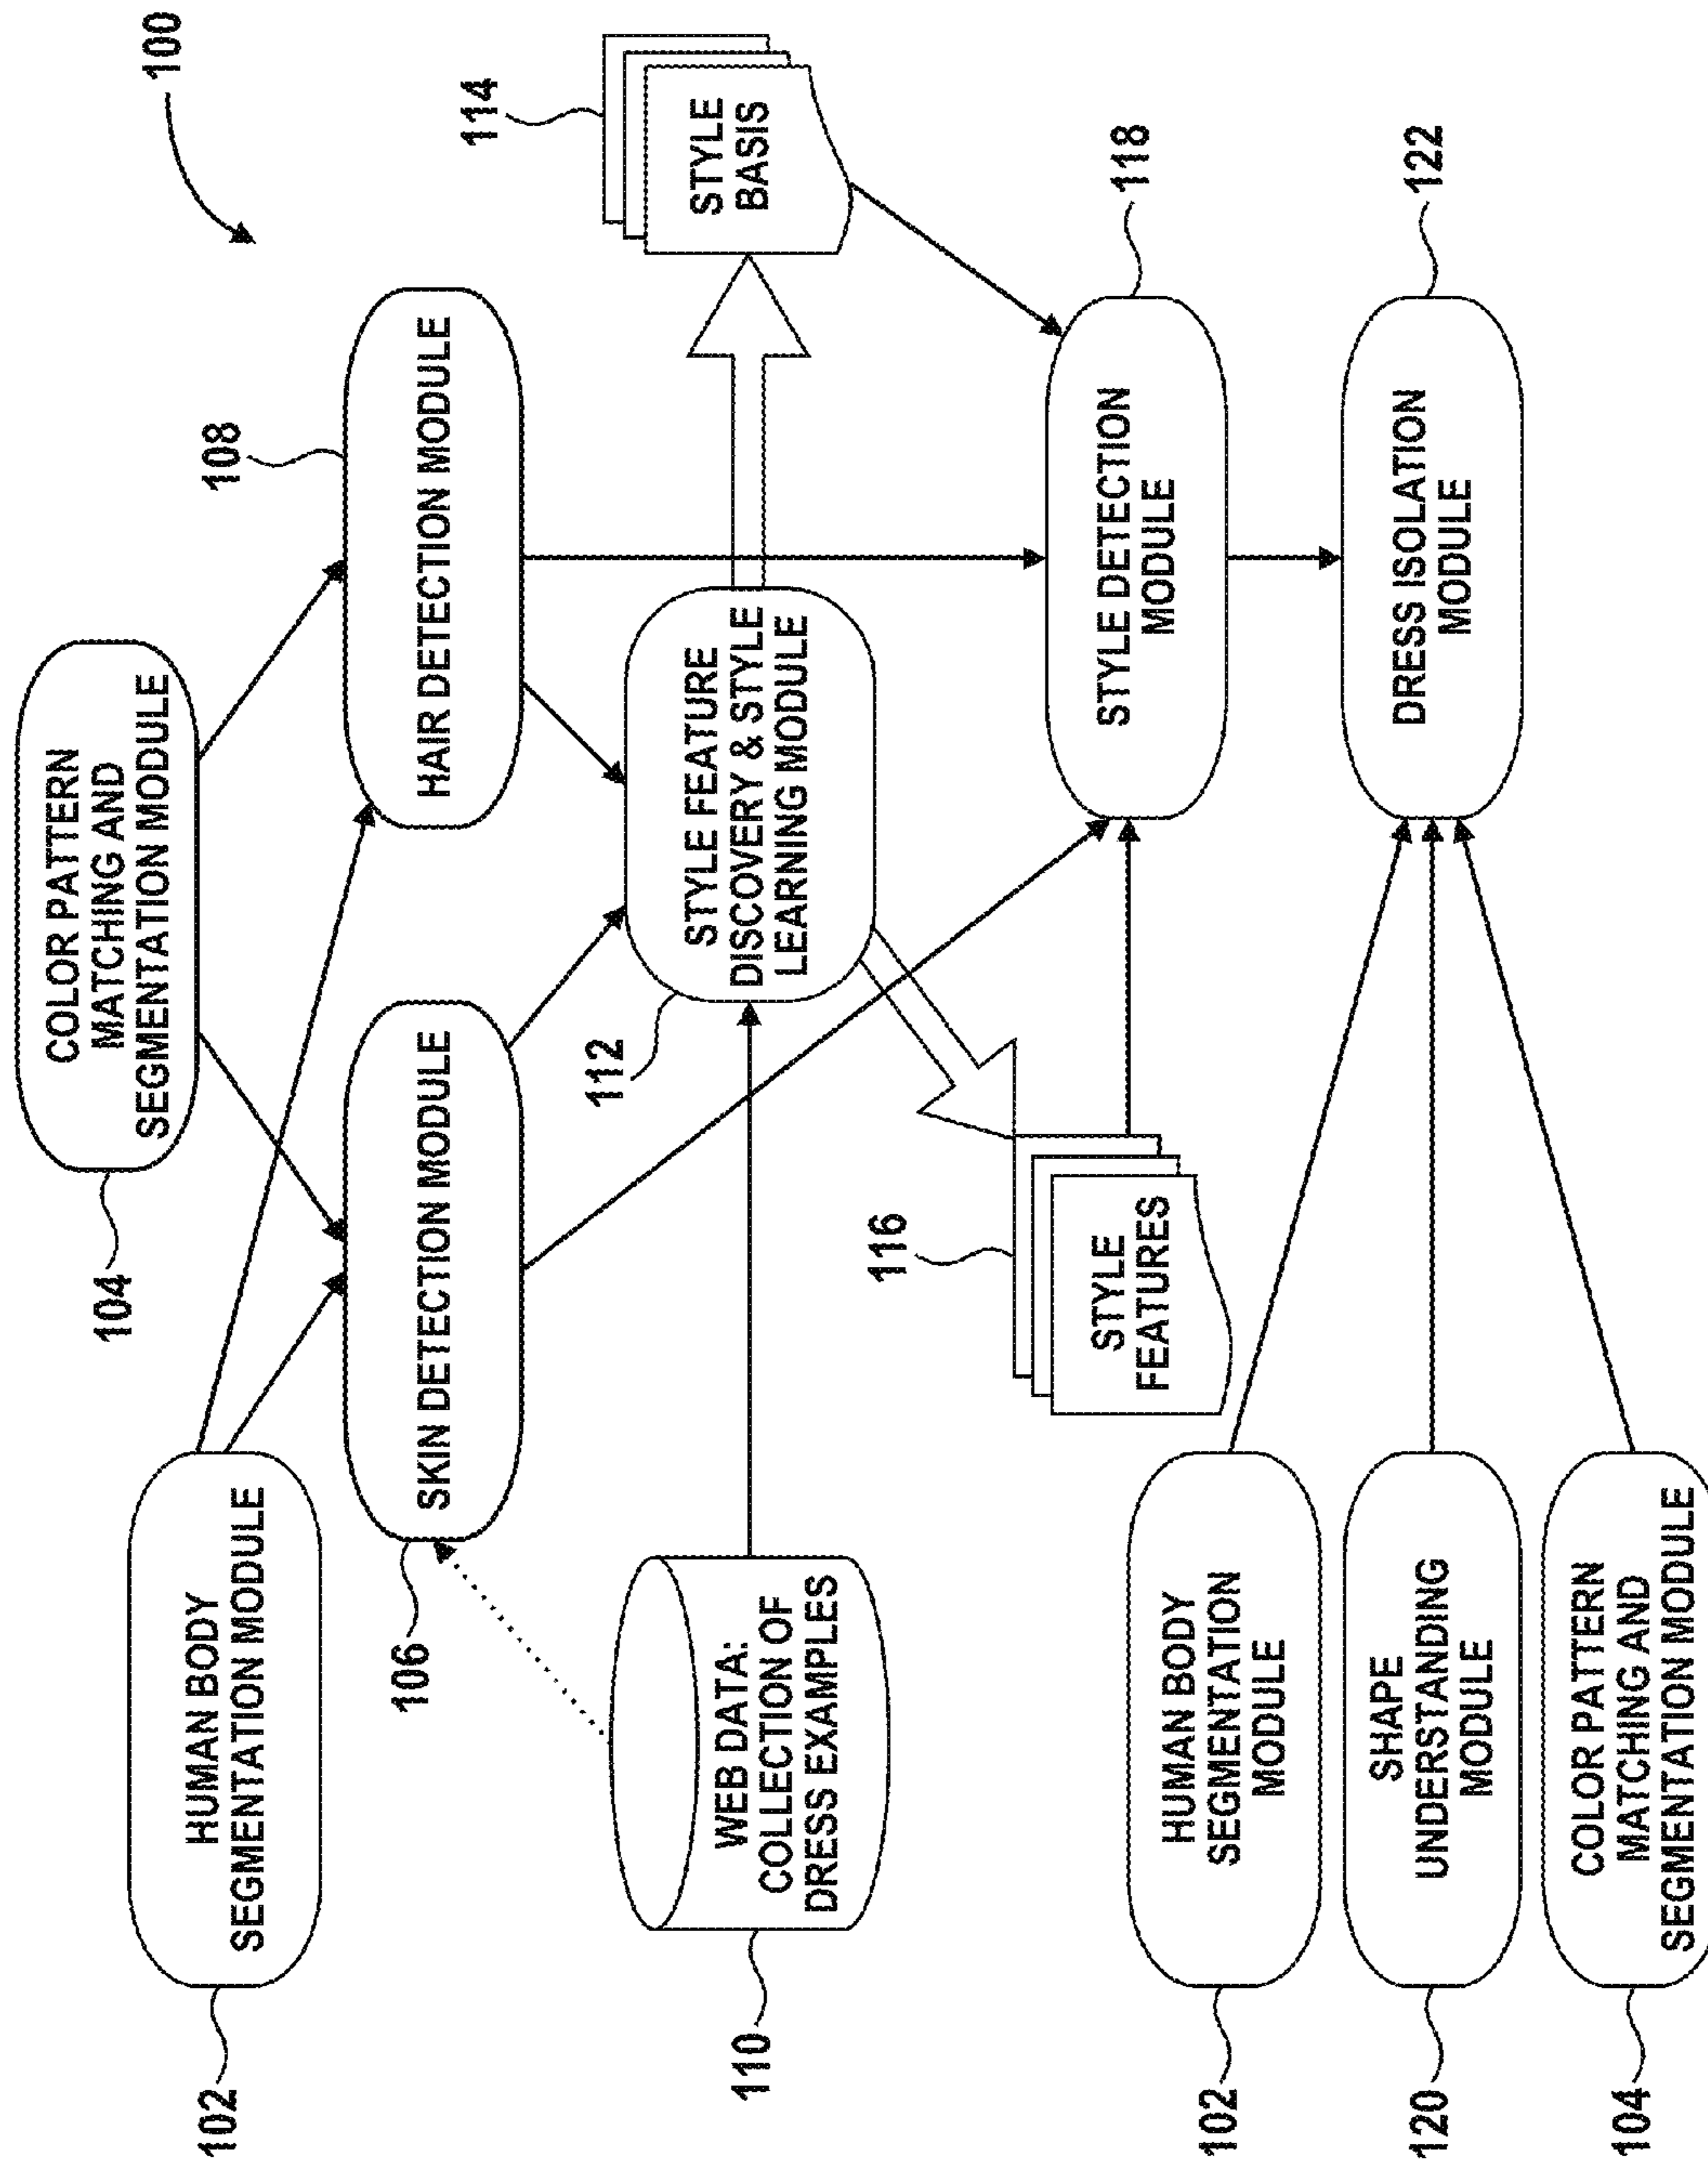 100
COLOR PATTERN
MATCHING AND
SEGMENTATION MODULE
104
HUMAN BODY
SEGMENTATION MODULE
102
SKIN DETECTION MODULE
106
HAIR DETECTION MODULE
108
WEB DATA:
COLLECTION OF
DRESS EXAMPLES
110
STYLE FEATURE
DISCOVERY & STYLE
LEARNING MODULE
112
STYLE
BASIS
114
STYLE
FEATURES
116
STYLE DETECTION
MODULE
118
HUMAN BODY
SEGMENTATION
MODULE
102
SHAPE
UNDERSTANDING
MODULE
120
DRESS ISOLATION
MODULE
122
COLOR PATTERN
MATCHING AND
SEGMENTATION MODULE
104